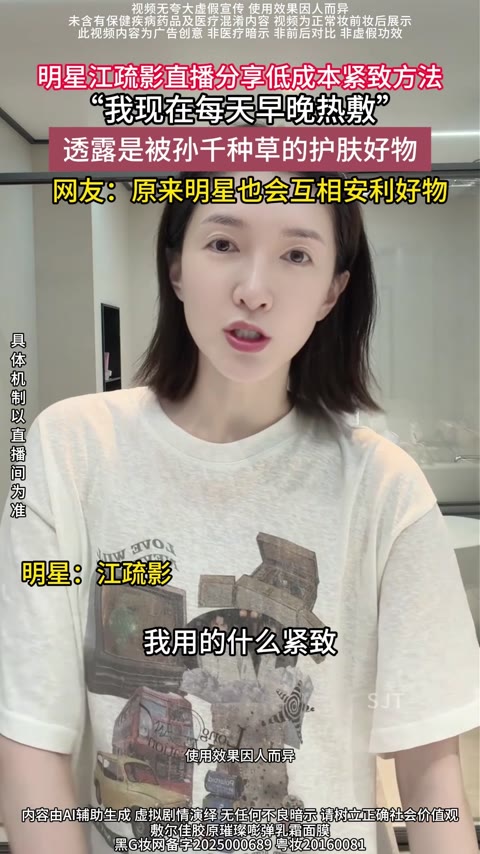 视频无夸大虚假宣传 使用效果因人而异
未含有保健疾病药品及医疗混淆内容 视频为正常妆前妆后展示
此视频内容为广告创意 非医疗暗示 非前后对比 非虚假功效
明星江疏影直播分享低成本紧致方法
“我现在每天早晚热敷”
透露是被孙千种草的护肤好物
网友：原来明星也会互相安利好物
具体机制以直播间为准
LOVE
明星：江疏影
我用的什么紧致
SJT
使用效果因人而异
内容由AI辅助生成 虚拟剧情演绎 无任何不良暗示 请树立正确社会价值观
敷尔佳胶原璀璨嘭弹乳霜面膜
黑G妆网备字2025000689 粤妆20160081